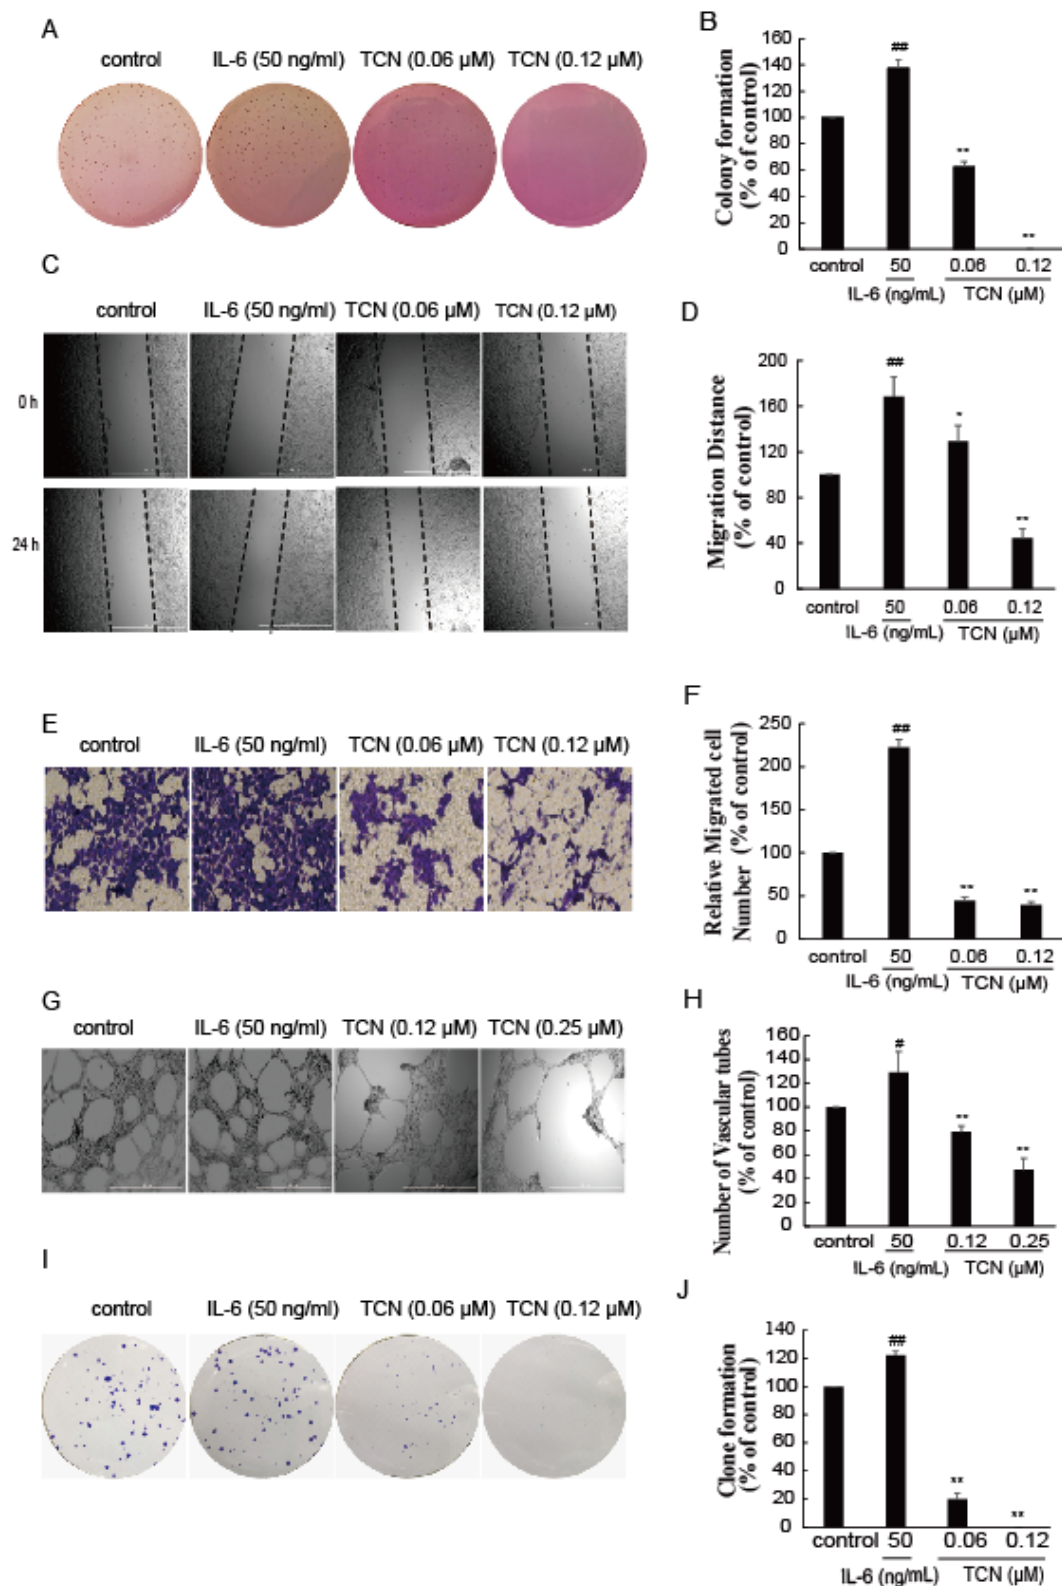 A
control IL-6 (50 ng/ml) TCN (0.06 µM) TCN (0.12 µM)
B
Colony formation
(% of control)
160
140
120
100
80
60
40
20
0
##
**
**
control 50 0.06 0.12
IL-6 (ng/mL) TCN (µM)
C
control IL-6 (50 ng/ml) TCN (0.06 µM) TCN (0.12 µM)
0 h
24 h
D
Migration Distance
(% of control)
200
160
120
80
40
0
##
*
**
control 50 0.06 0.12
IL-6 (ng/mL) TCN (µM)
E
control IL-6 (50 ng/ml) TCN (0.06 µM) TCN (0.12 µM)
F
Relative Migrated cell
Number (% of control)
250
200
150
100
50
0
##
**
**
control 50 0.06 0.12
IL-6 (ng/mL) TCN (µM)
G
control IL-6 (50 ng/ml) TCN (0.12 µM) TCN (0.25 µM)
H
Number of Vascular tubes
(% of control)
160
140
120
100
80
60
40
20
0
#
**
**
control 50 0.12 0.25
IL-6 (ng/mL) TCN (µM)
I
control IL-6 (50 ng/ml) TCN (0.06 µM) TCN (0.12 µM)
J
Clone formation
(% of control)
140
120
100
80
60
40
20
0
##
**
**
control 50 0.06 0.12
IL-6 (ng/mL) TCN (µM)